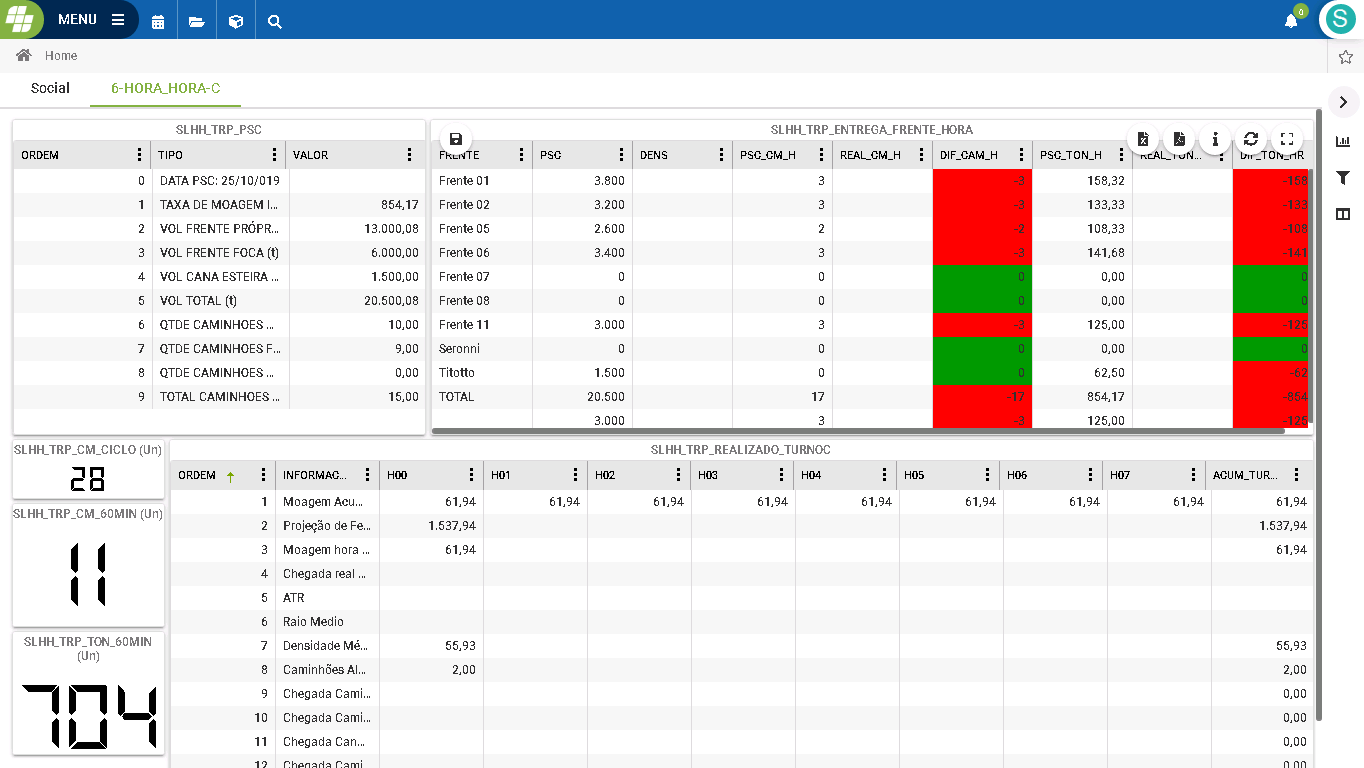 MENU
0
S
Home
Social 6-HORA_HORA-C
SLHH_TRP_PSC
ORDEM TIPO VALOR
0 DATA PSC: 25/10/019
1 TAXA DE MOAGEM I... 854,17
2 VOL FRENTE PRÓPR... 13.000,08
3 VOL FRENTE FOCA (t) 6.000,00
4 VOL CANA ESTEIRA ... 1.500,00
5 VOL TOTAL (t) 20.500,08
6 QTDE CAMINHOES ... 10,00
7 QTDE CAMINHOES F... 9,00
8 QTDE CAMINHOES ... 0,00
9 TOTAL CAMINHOES ... 15,00
SLHH_TRP_ENTREGA_FRENTE_HORA
FRENTE PSC DENS PSC_CM_H REAL_CM_H DIF_CAM_H PSC_TON_H REAL_TON... DIF_TON_HR
Frente 01 3.800 3 -3 158,32 -158
Frente 02 3.200 3 -3 133,33 -133
Frente 05 2.600 2 -2 108,33 -108
Frente 06 3.400 3 -3 141,68 -141
Frente 07 0 0 0 0,00 0
Frente 08 0 0 0 0,00 0
Frente 11 3.000 3 -3 125,00 -125
Seronni 0 0 0 0,00 0
Titotto 1.500 0 0 62,50 -62
TOTAL 20.500 17 -17 854,17 -854
3.000 3 -3 125,00 -125
SLHH_TRP_CM_CICLO (Un)
28
SLHH_TRP_CM_60MIN (Un)
11
SLHH_TRP_TON_60MIN
(Un)
704
SLHH_TRP_REALIZADO_TURNOC
ORDEM INFORMAC... H00 H01 H02 H03 H04 H05 H06 H07 ACUM_TUR...
1 Moagem Acu... 61,94 61,94 61,94 61,94 61,94 61,94 61,94 61,94 61,94
2 Projeção de Fe... 1.537,94 1.537,94
3 Moagem hora ... 61,94 61,94
4 Chegada real ...
5 ATR
6 Raio Medio
7 Densidade Mé... 55,93 55,93
8 Caminhões Al... 2,00 2,00
9 Chegada Cami... 0,00
10 Chegada Cami... 0,00
11 Chegada Can... 0,00
12 Chegada Cami... 0,00